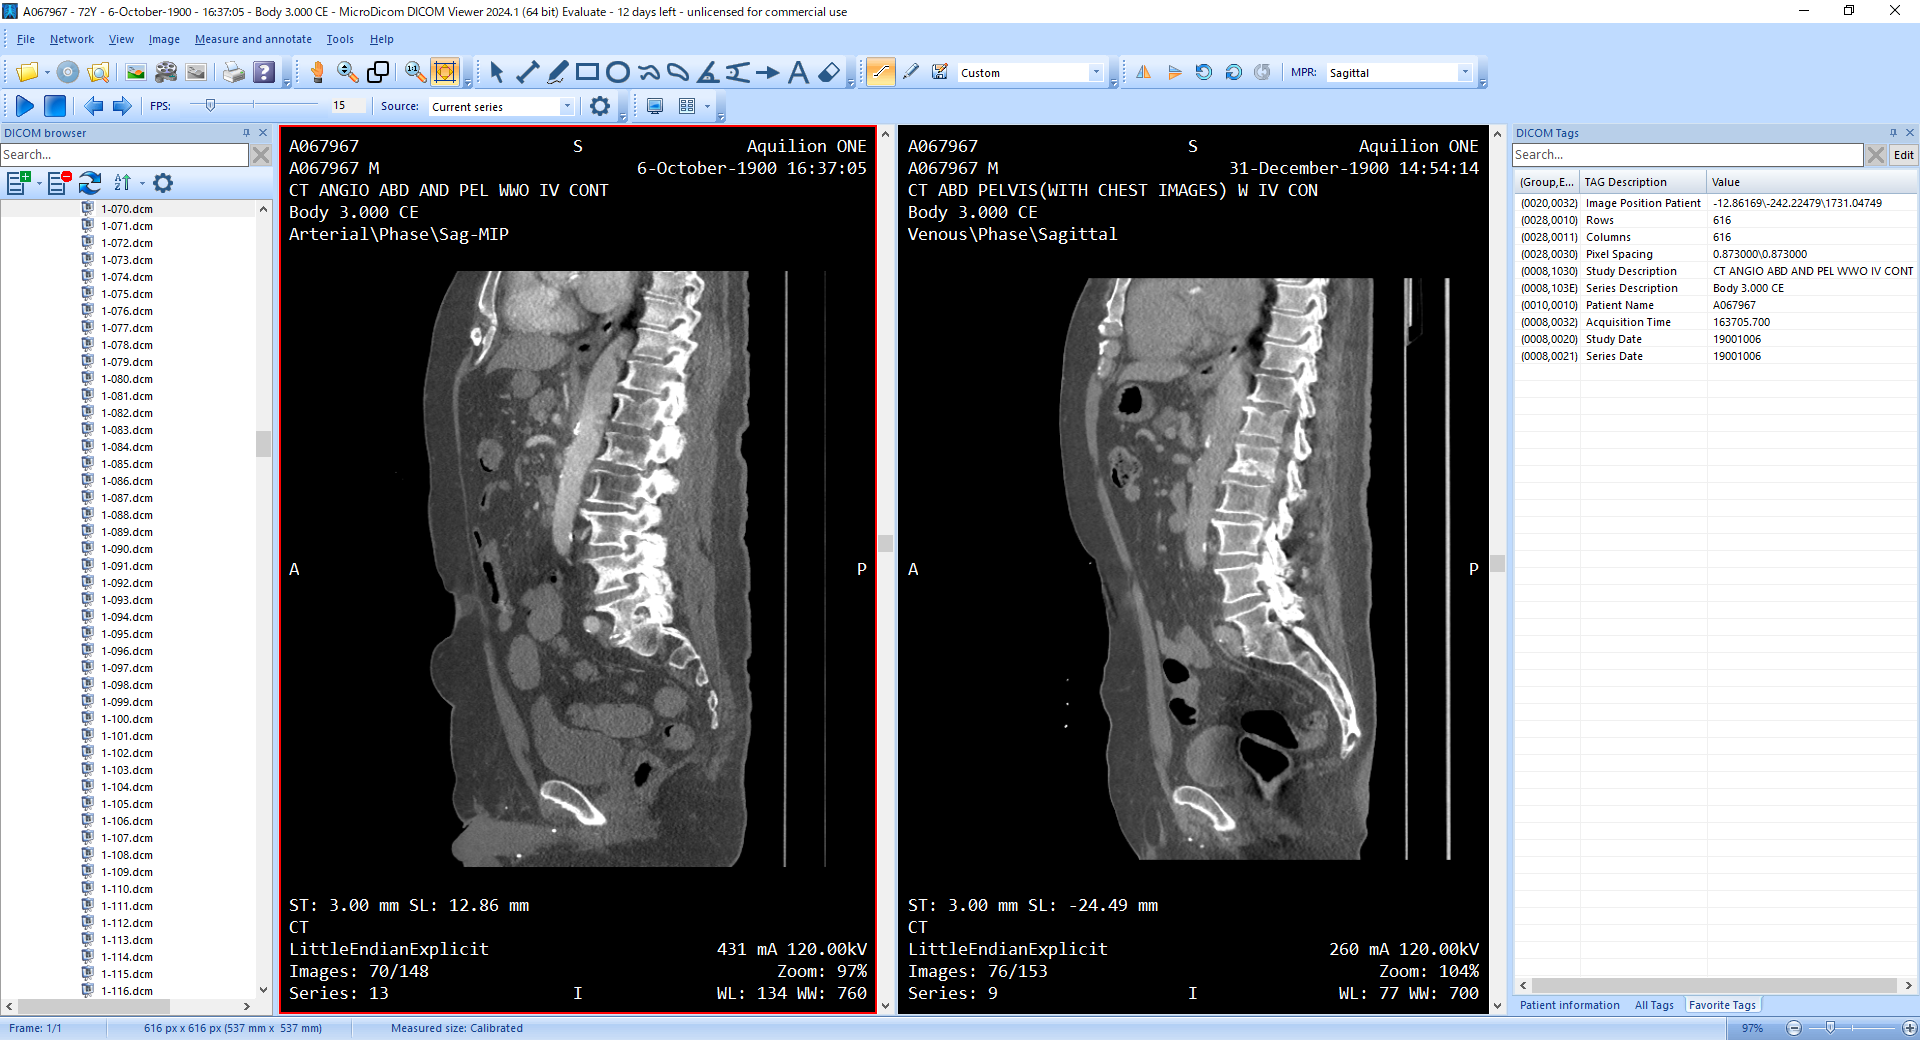 A067967 - 72Y - 6-October-1900 - 16:37:05 - Body 3.000 CE - MicroDicom DICOM Viewer 2024.1 (64 bit) Evaluate - 12 days left - unlicensed for commercial use
File Network View Image Measure and annotate Tools Help
1:1 Custom MPR: Sagittal
FPS: 15 Source: Current series
DICOM browser
Search...
1-070.dcm
1-071.dcm
1-072.dcm
1-073.dcm
1-074.dcm
1-075.dcm
1-076.dcm
1-077.dcm
1-078.dcm
1-079.dcm
1-080.dcm
1-081.dcm
1-082.dcm
1-083.dcm
1-084.dcm
1-085.dcm
1-086.dcm
1-087.dcm
1-088.dcm
1-089.dcm
1-090.dcm
1-091.dcm
1-092.dcm
1-093.dcm
1-094.dcm
1-095.dcm
1-096.dcm
1-097.dcm
1-098.dcm
1-099.dcm
1-100.dcm
1-101.dcm
1-102.dcm
1-103.dcm
1-104.dcm
1-105.dcm
1-106.dcm
1-107.dcm
1-108.dcm
1-109.dcm
1-110.dcm
1-111.dcm
1-112.dcm
1-113.dcm
1-114.dcm
1-115.dcm
1-116.dcm
A067967 S Aquilion ONE
A067967 M 6-October-1900 16:37:05
CT ANGIO ABD AND PEL WWO IV CONT
Body 3.000 CE
Arterial\Phase\Sag-MIP
A P
ST: 3.00 mm SL: 12.86 mm
CT
LittleEndianExplicit 431 mA 120.00kV
Images: 70/148 Zoom: 97%
Series: 13 I WL: 134 WW: 760
A067967 S Aquilion ONE
A067967 M 31-December-1900 14:54:14
CT ABD PELVIS(WITH CHEST IMAGES) W IV CON
Body 3.000 CE
Venous\Phase\Sagittal
A P
ST: 3.00 mm SL: -24.49 mm
CT
LittleEndianExplicit 260 mA 120.00kV
Images: 76/153 Zoom: 104%
Series: 9 I WL: 77 WW: 700
DICOM Tags
Search... Edit
(Group,E... TAG Description Value
(0020,0032) Image Position Patient -12.86169\-242.22479\1731.04749
(0028,0010) Rows 616
(0028,0011) Columns 616
(0028,0030) Pixel Spacing 0.873000\0.873000
(0008,1030) Study Description CT ANGIO ABD AND PEL WWO IV CONT
(0008,103E) Series Description Body 3.000 CE
(0010,0010) Patient Name A067967
(0008,0032) Acquisition Time 163705.700
(0008,0020) Study Date 19001006
(0008,0021) Series Date 19001006
Patient information All Tags Favorite Tags
Frame: 1/1 616 px x 616 px (537 mm x 537 mm) Measured size: Calibrated 97%